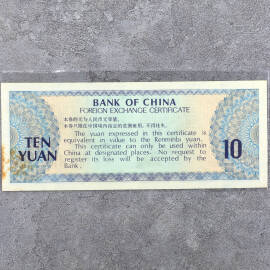 BANK OF CHINA
FOREIGN EXCHANGE CERTIFICATE
本券的元与人民币元等值。
本券只限在中国境内指定的范围使用，不得挂失。
The yuan expressed in this certificate is
equivalent in value to the Renminbi yuan.
This certificate can only be used within
China at designated places. No request to
register its loss will be accepted by the
Bank.
TEN
YUAN
10